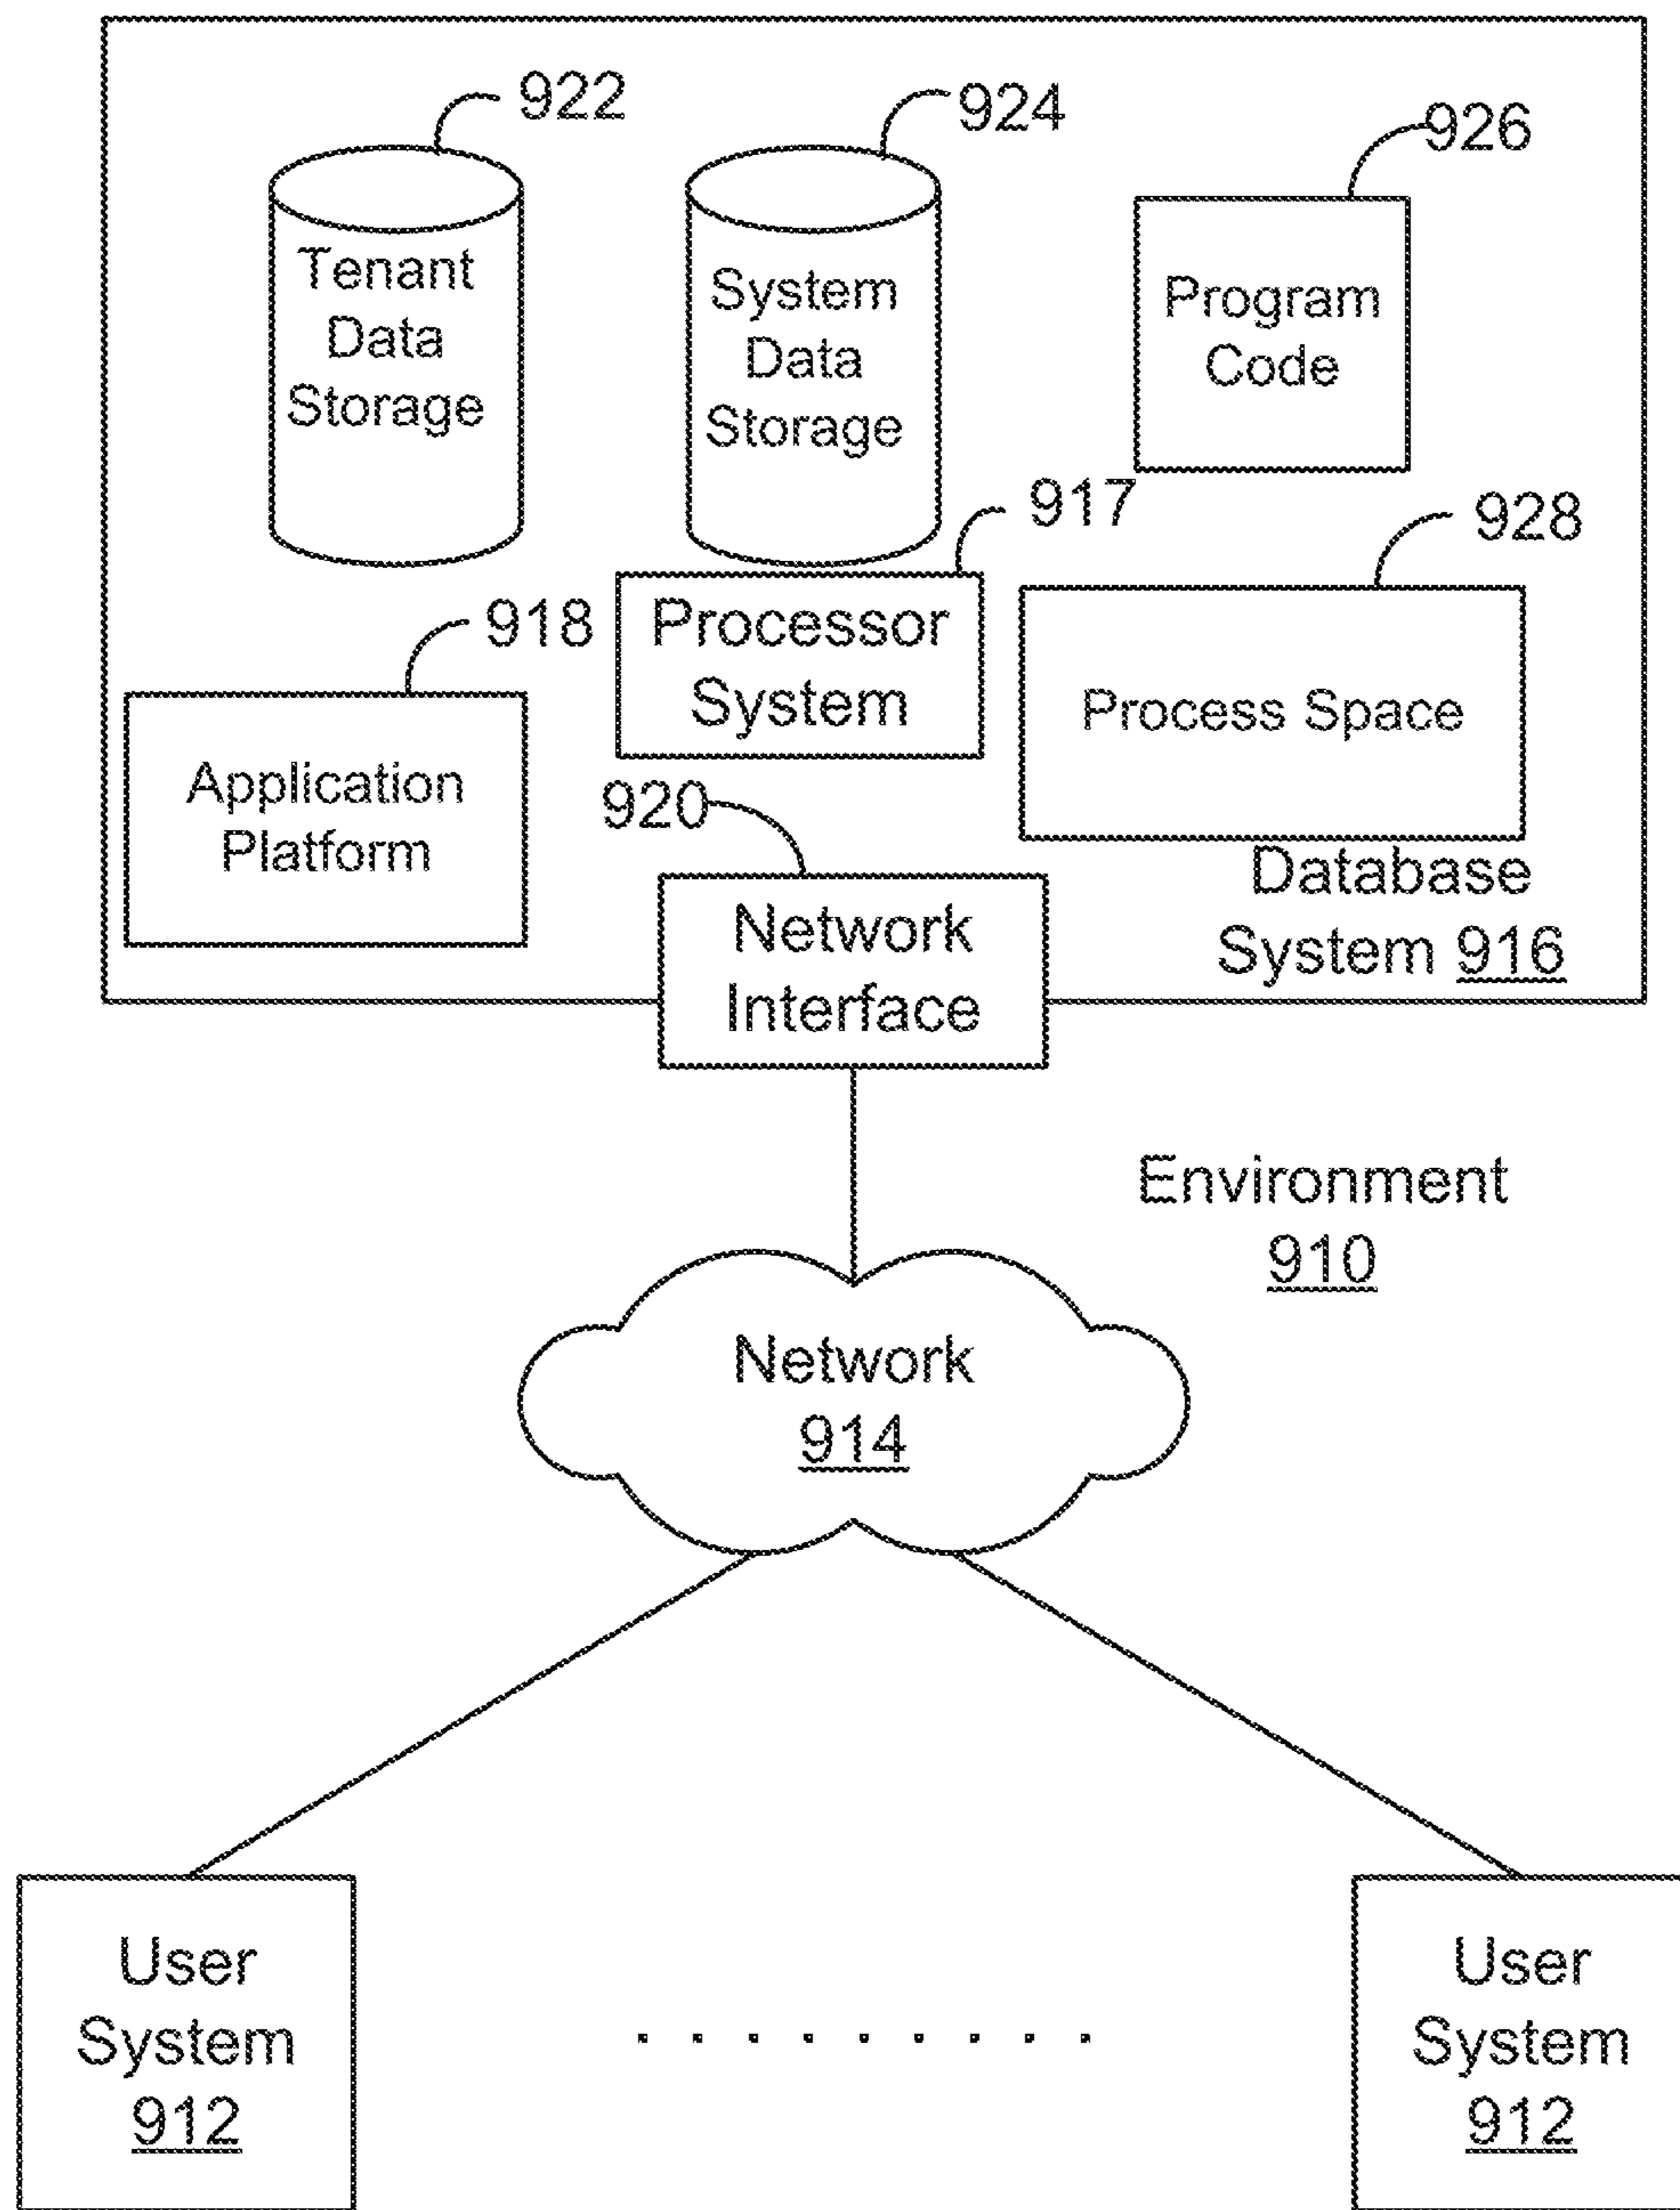 922
924
926
Tenant
Data
Storage
System
Data
Storage
Program
Code
917
928
918
Processor
System
Process Space
Application
Platform
920
Network
Interface
Database
System 916
Environment
910
Network
914
User
System
912
User
System
912